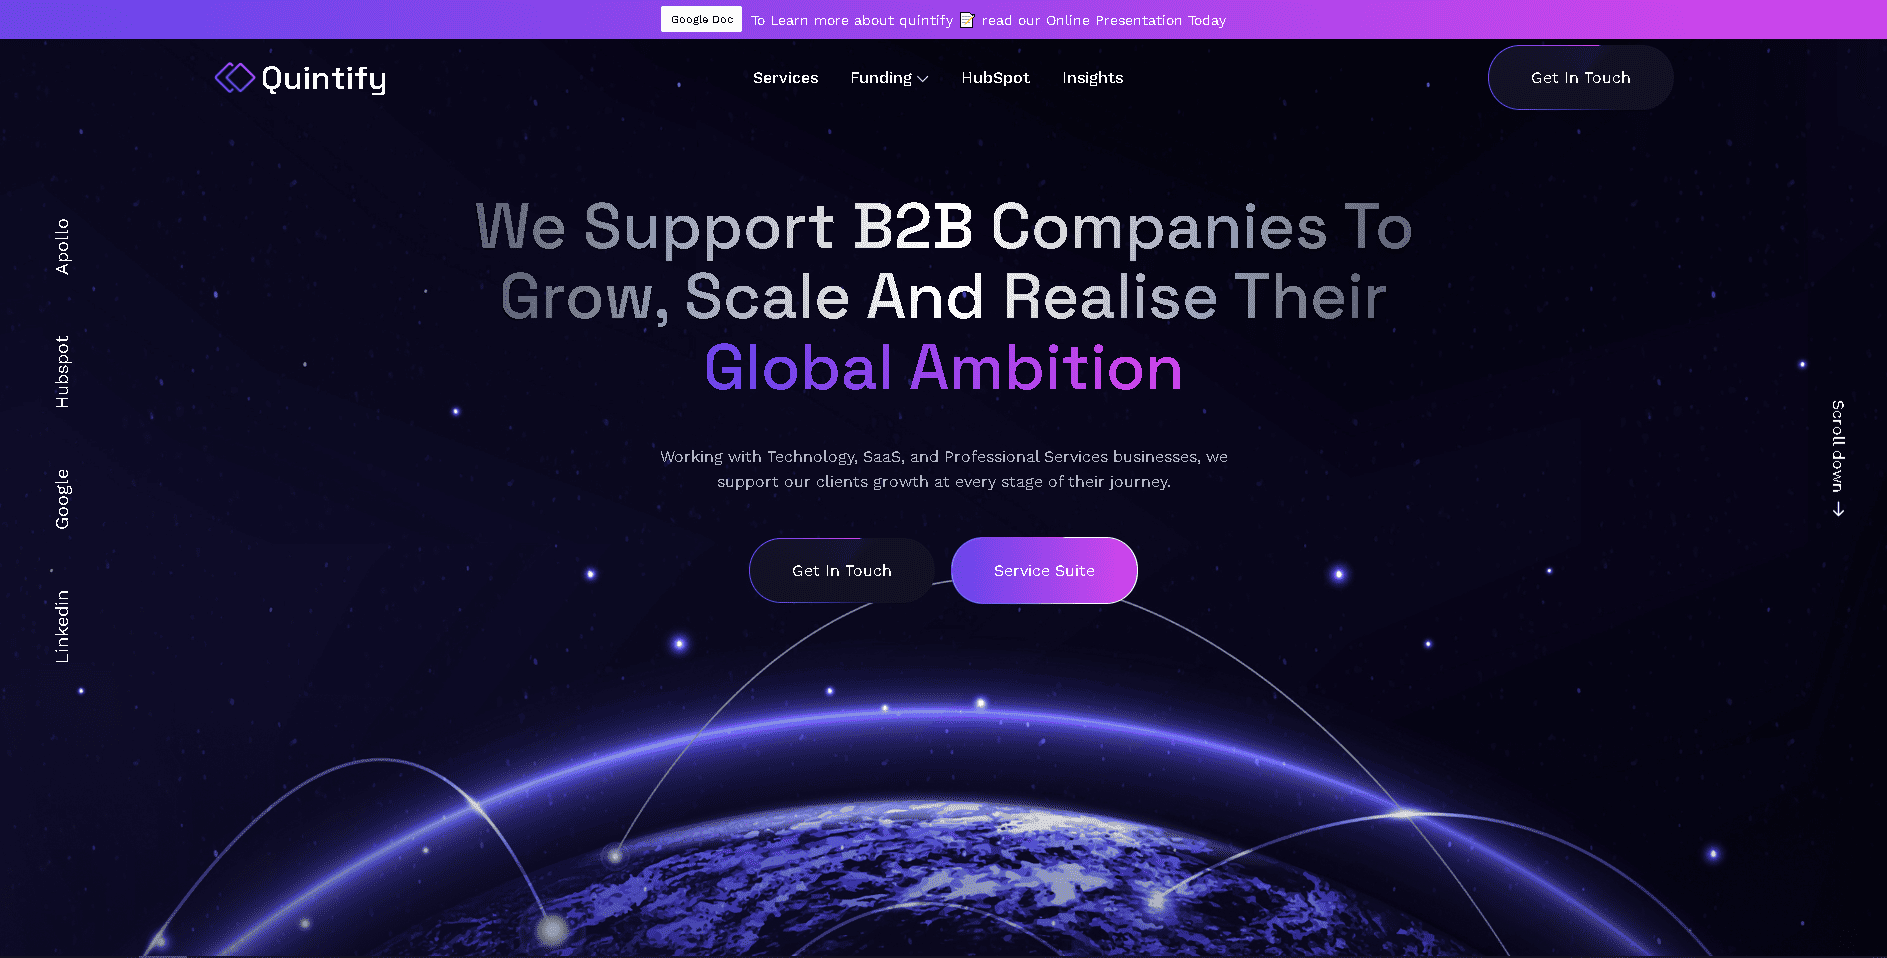 Google Doc To Learn more about quintify 📝 read our Online Presentation Today
Quintify
Services
Funding
HubSpot
Insights
Get In Touch
We Support B2B Companies To
Grow, Scale And Realise Their
Global Ambition
Working with Technology, SaaS, and Professional Services businesses, we
support our clients growth at every stage of their journey.
Get In Touch
Service Suite
Apollo
Hubspot
Google
Linkedin
Scroll down →